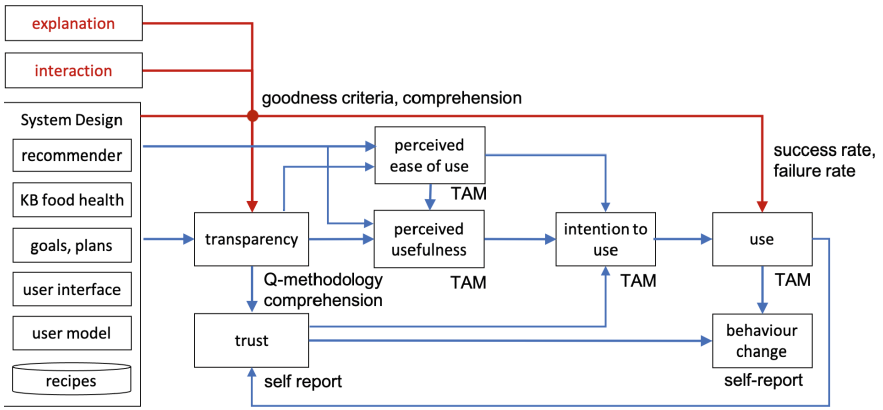 explanation
interaction
goodness criteria, comprehension
System Design
recommender
KB food health
goals, plans
user interface
user model
recipes
perceived
ease of use
TAM
success rate,
failure rate
transparency
perceived
usefulness
TAM
intention to
use
TAM
use
TAM
Q-methodology
comprehension
trust
self report
behaviour
change
self-report